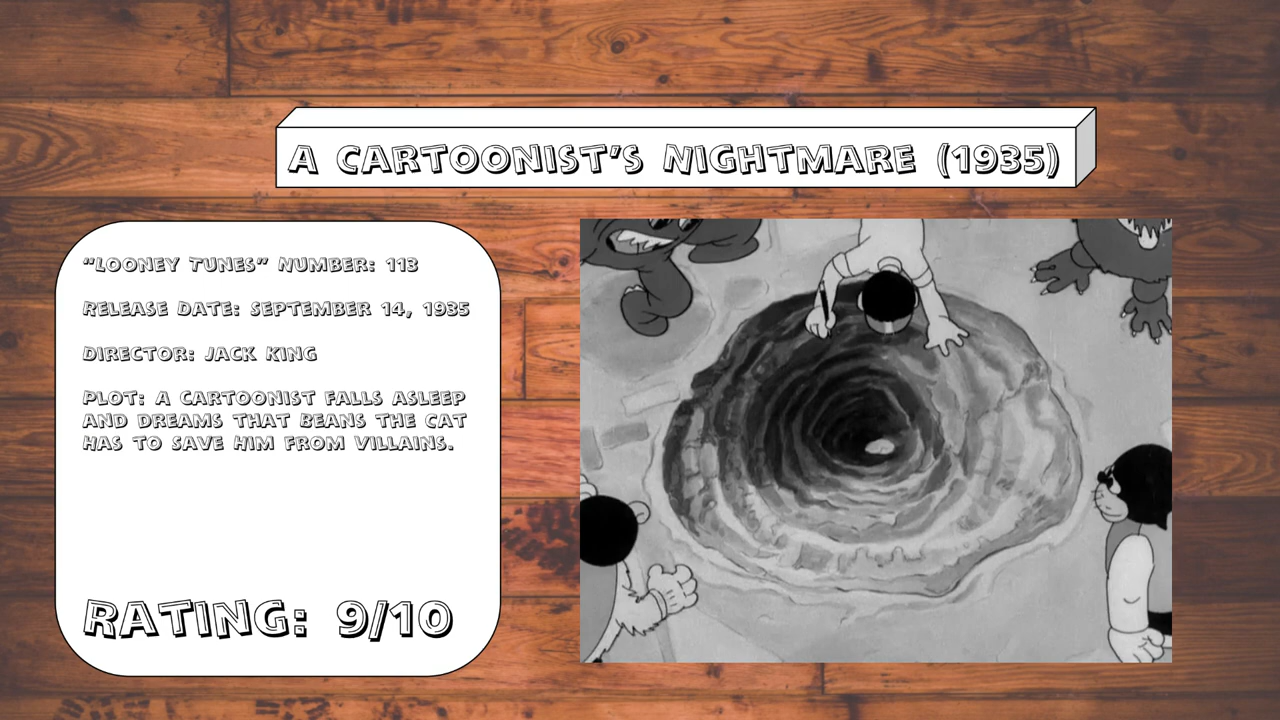 A CARTOONIST'S NIGHTMARE (1935)
"LOONEY TUNES" NUMBER: 113
RELEASE DATE: SEPTEMBER 14, 1935
DIRECTOR: JACK KING
PLOT: A CARTOONIST FALLS ASLEEP
AND DREAMS THAT BEANS THE CAT
HAS TO SAVE HIM FROM VILLAINS.
RATING: 9/10